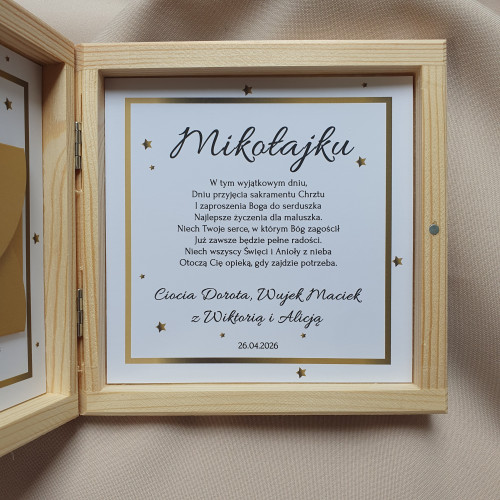 Mikołajku
W tym wyjątkowym dniu,
Dniu przyjęcia sakramentu Chrztu
I zaproszenia Boga do serduszka
Najlepsze życzenia dla maluszka.
Niech Twoje serce, w którym Bóg zagościł
Już zawsze będzie pełne radości.
Niech wszyscy Święci i Anioły z nieba
Otoczą Cię opieką, gdy zajdzie potrzeba.
Ciocia Dorota, Wujek Maciek
z Wiktorią i Alicją
26.04.2026